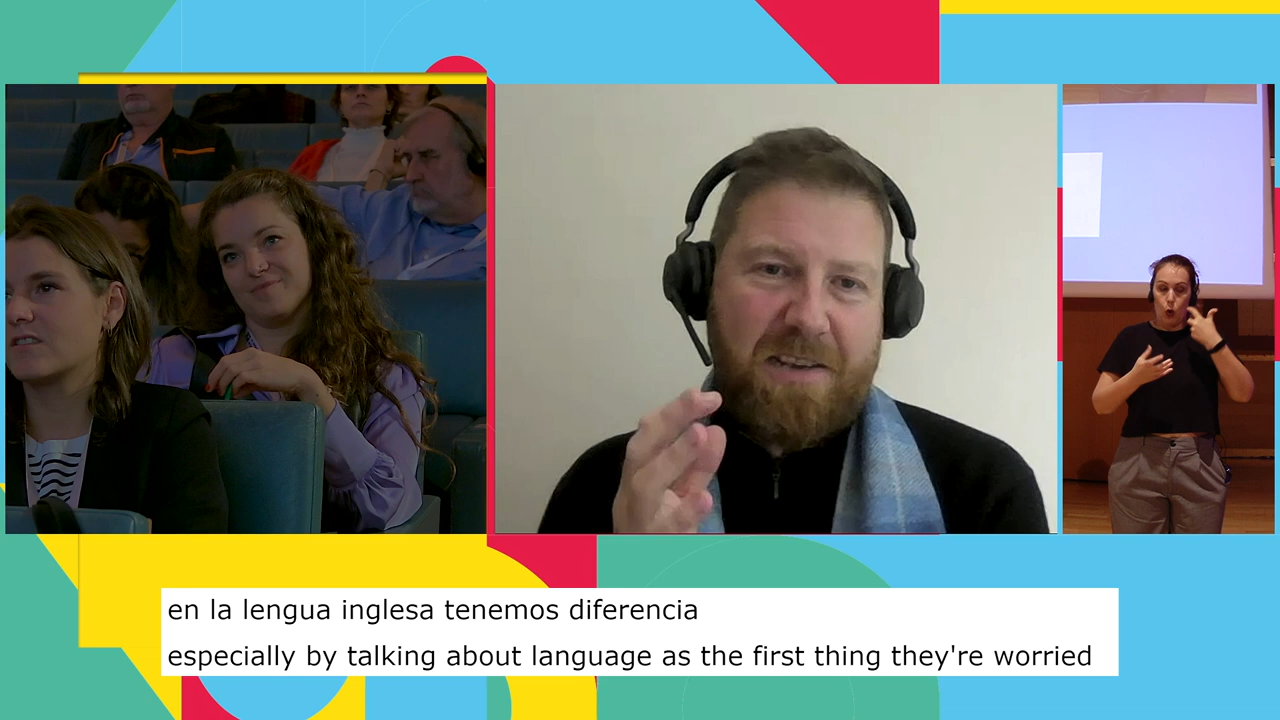 en la lengua inglesa tenemos diferencia
especially by talking about language as the first thing they're worried